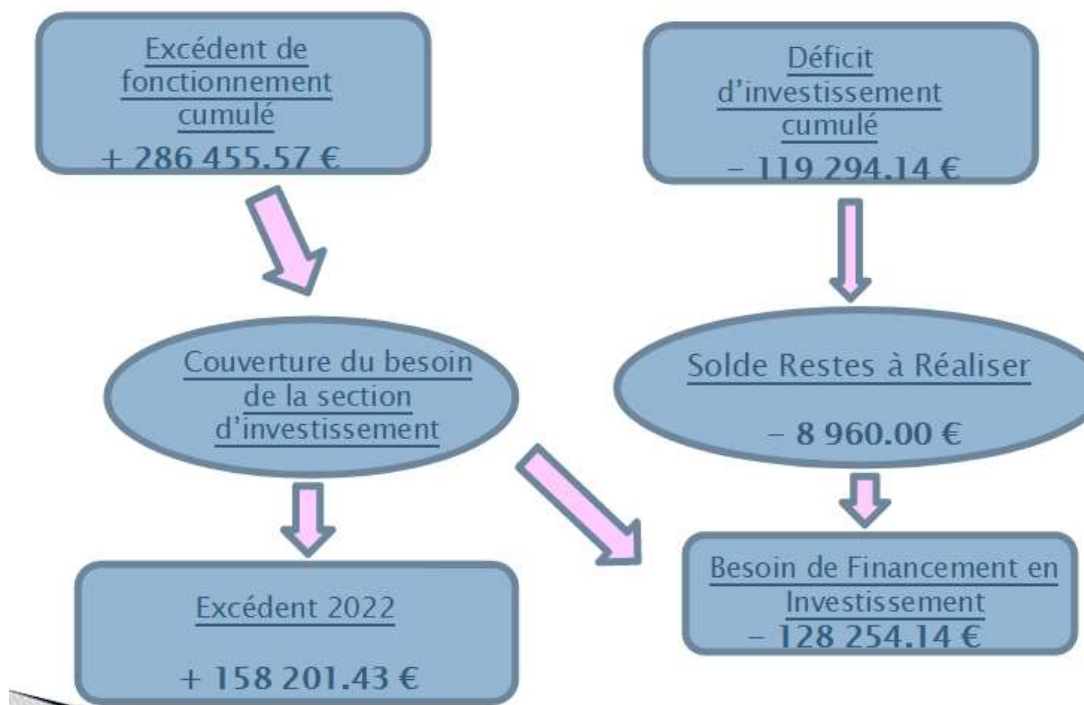 Excédent de
fonctionnement
cumulé
+ 286 455.57 €
Déficit
d'investissement
cumulé
– 119 294.14 €
Couverture du besoin
de la section
d'investissement
Solde Restes à Réaliser
– 8 960.00 €
Excédent 2022
+ 158 201.43 €
Besoin de Financement en
Investissement
– 128 254.14 €